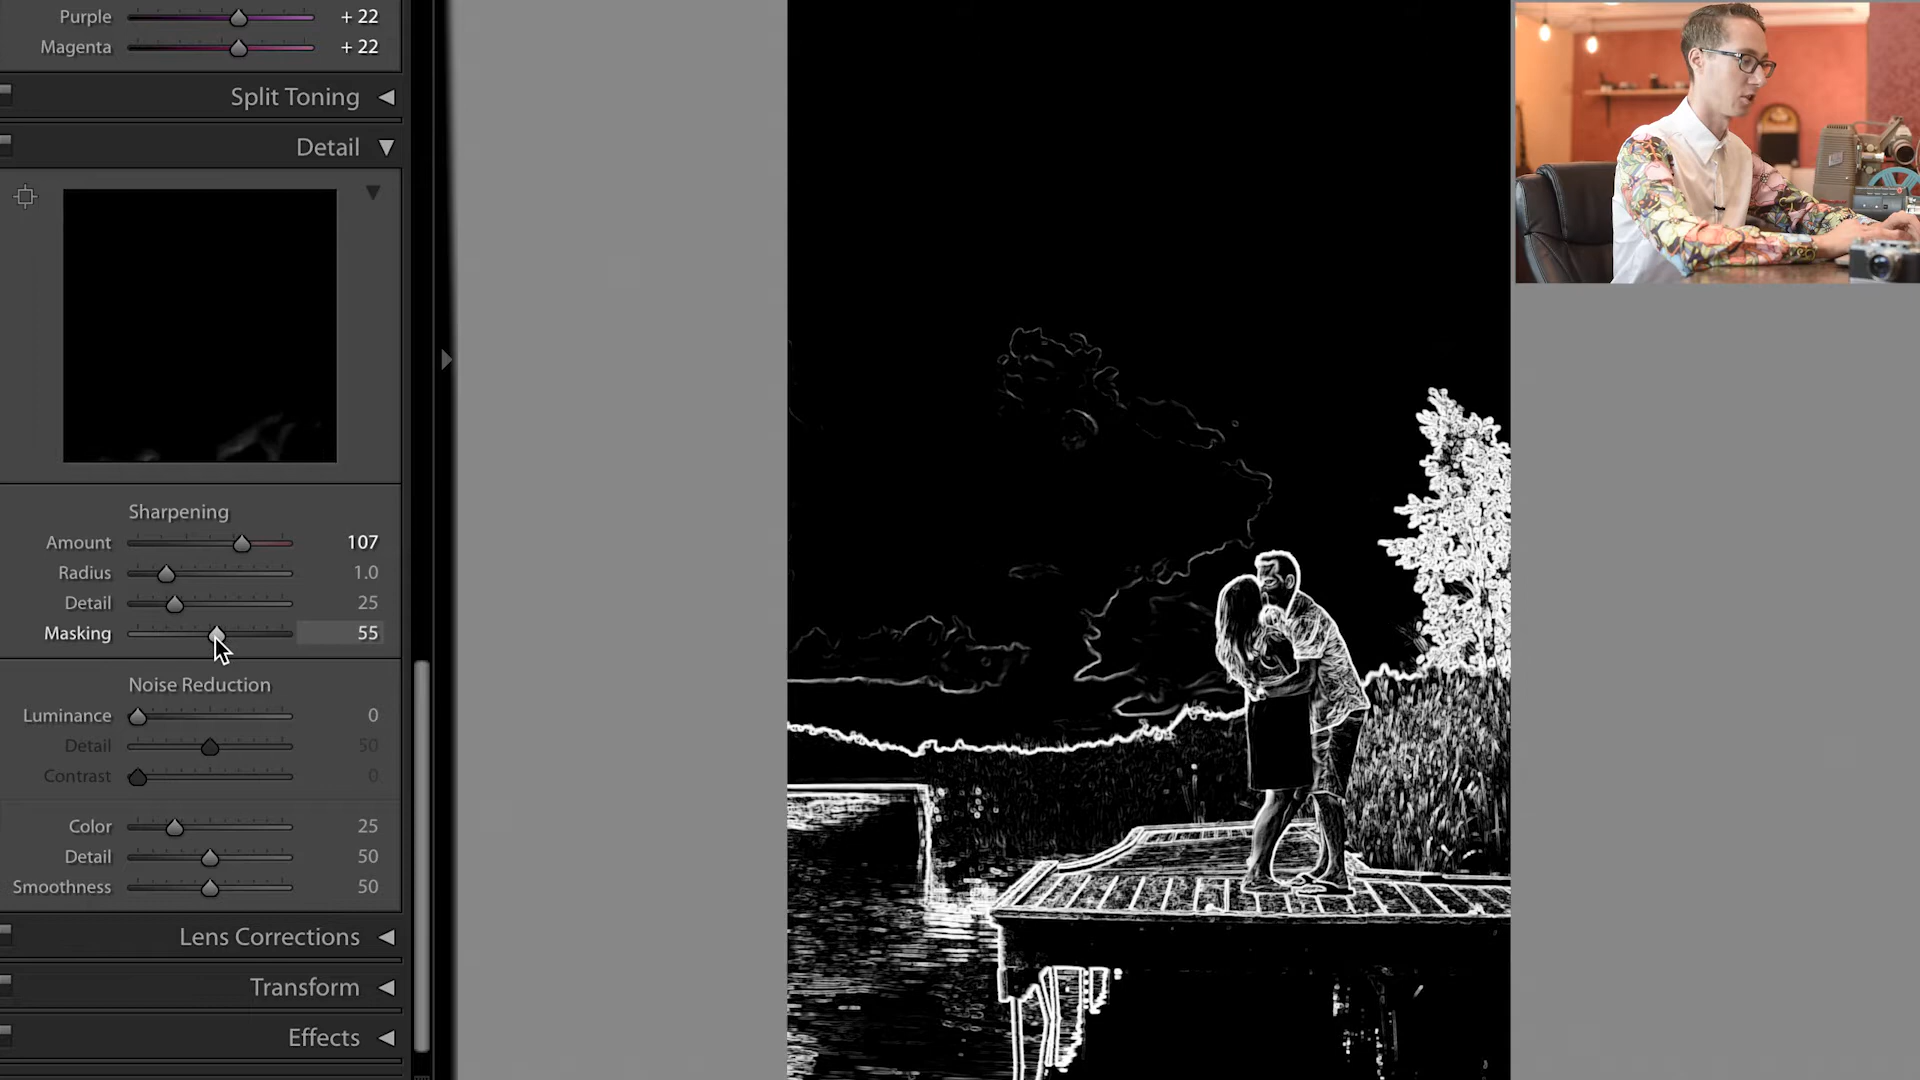 Purple +22
Magenta +22
Split Toning
Detail
Sharpening
Amount 107
Radius 1.0
Detail 25
Masking 55
Noise Reduction
Luminance 0
Detail 50
Contrast 0
Color 25
Detail 50
Smoothness 50
Lens Corrections
Transform
Effects